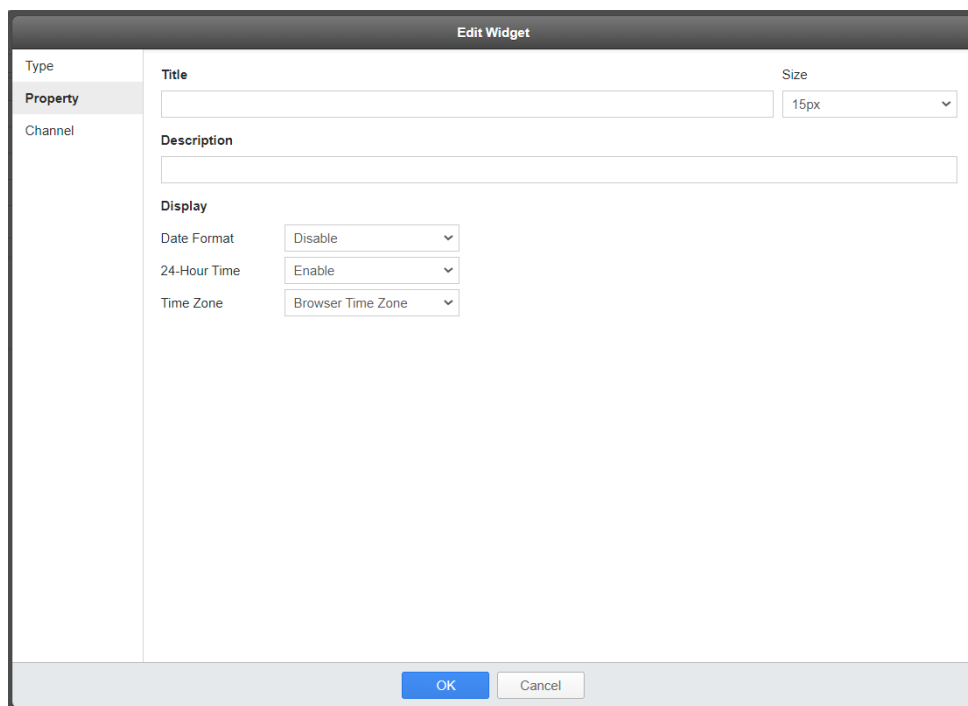 Edit Widget
Type
Property
Channel
Title
Size
15px
Description
Display
Date Format
Disable
24-Hour Time
Enable
Time Zone
Browser Time Zone
OK
Cancel